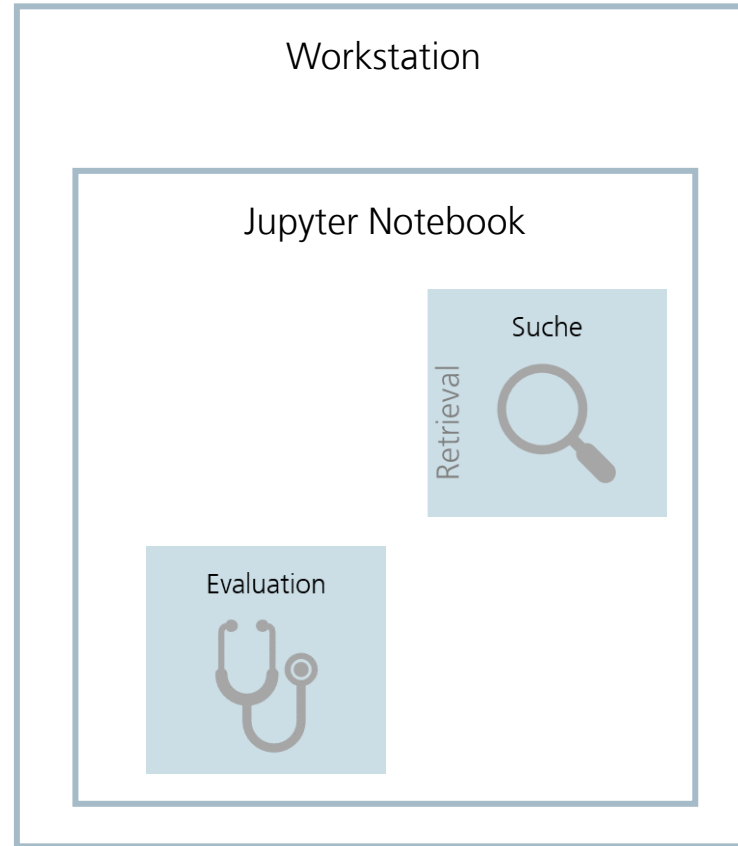 Workstation
Jupyter Notebook
Suche
Retrieval
Evaluation